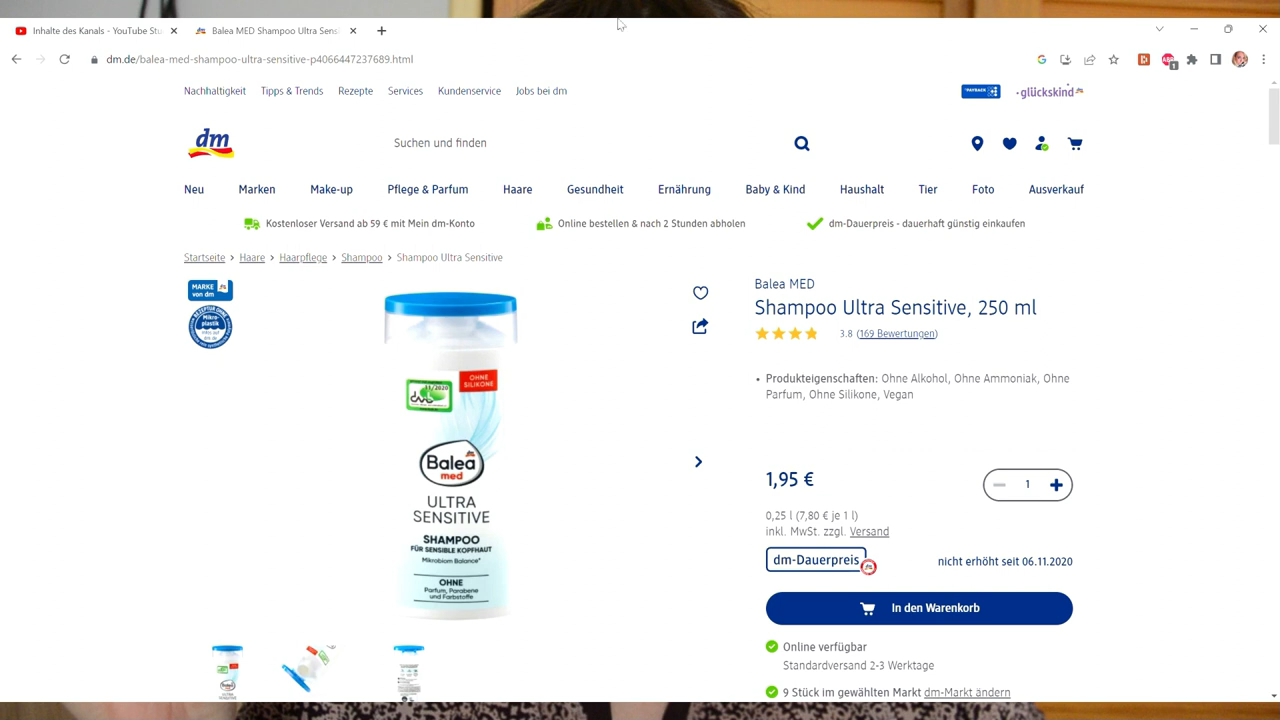 Inhalte des Kanals - YouTube Stu
Balea MED Shampoo Ultra Sensi
dm.de/balea-med-shampoo-ultra-sensitive-p4066447237689.html
Nachhaltigkeit Tipps & Trends Rezepte Services Kundenservice Jobs bei dm
PAYBACK
glückskind
dm
Suchen und finden
Neu Marken Make-up Pflege & Parfum Haare Gesundheit Ernährung Baby & Kind Haushalt Tier Foto Ausverkauf
Kostenloser Versand ab 59 € mit Mein dm-Konto
Online bestellen & nach 2 Stunden abholen
dm-Dauerpreis - dauerhaft günstig einkaufen
Startseite > Haare > Haarpflege > Shampoo > Shampoo Ultra Sensitive
MARKE
von dm
Mikro-
plastik
OHNE
SILIKONE
11/2020
Balea
med
ULTRA
SENSITIVE
SHAMPOO
FÜR SENSIBLE KOPFHAUT
Mikrobiom Balance*
OHNE
Parfum, Parabene
und Farbstoffe
Balea MED
Shampoo Ultra Sensitive, 250 ml
3.8 (169 Bewertungen)
• Produkteigenschaften: Ohne Alkohol, Ohne Ammoniak, Ohne
Parfum, Ohne Silikone, Vegan
1,95 €
1
0,25 l (7,80 € je 1 l)
inkl. MwSt. zzgl. Versand
dm-Dauerpreis
nicht erhöht seit 06.11.2020
In den Warenkorb
Online verfügbar
Standardversand 2-3 Werktage
9 Stück im gewählten Markt dm-Markt ändern